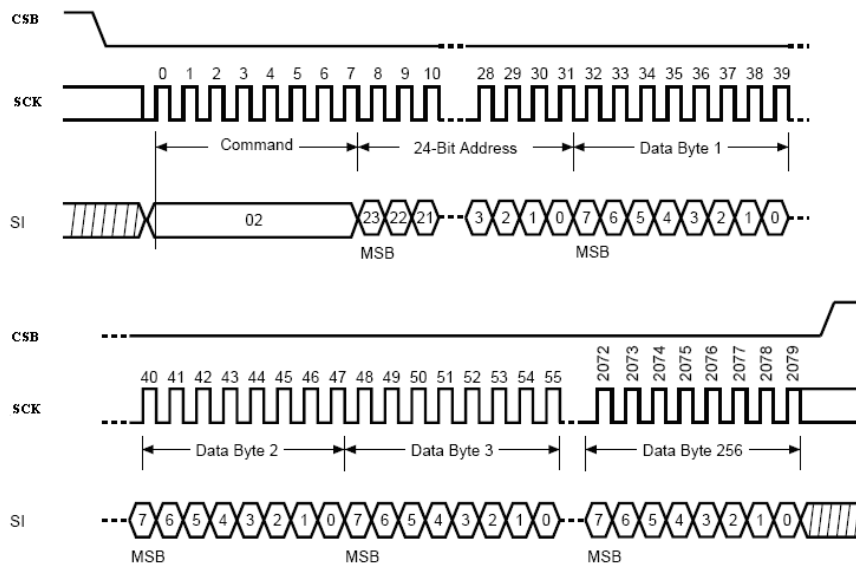 CSB
0 1 2 3 4 5 6 7 8 9 10 28 29 30 31 32 33 34 35 36 37 38 39
SCK
Command 24-Bit Address Data Byte 1
SI 02 23 22 21 3 2 1 0 7 6 5 4 3 2 1 0
MSB MSB
CSB
40 41 42 43 44 45 46 47 48 49 50 51 52 53 54 55 2072 2073 2074 2075 2076 2077 2078 2079
SCK
Data Byte 2 Data Byte 3 Data Byte 256
SI 7 6 5 4 3 2 1 0 7 6 5 4 3 2 1 0 7 6 5 4 3 2 1 0
MSB MSB MSB